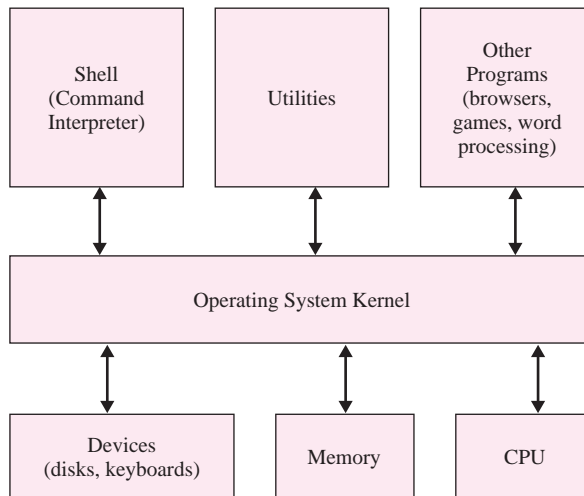 Shell
(Command
Interpreter)
Utilities
Other
Programs
(browsers,
games, word
processing)
Operating System Kernel
Devices
(disks, keyboards)
Memory
CPU